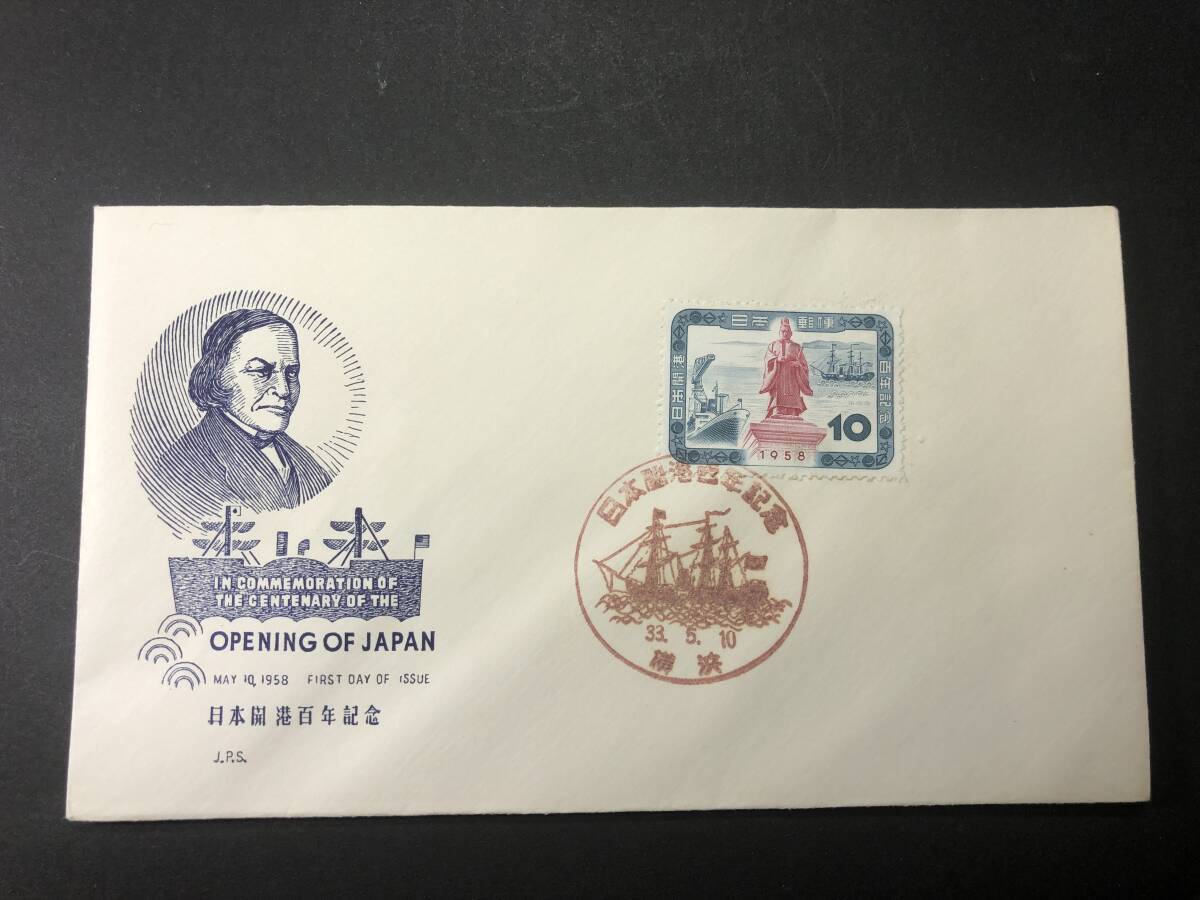 IN COMMEMORATION OF
THE CENTENARY OF THE
OPENING OF JAPAN
MAY 10, 1958 FIRST DAY OF ISSUE
日本開港百年記念
J.P.S.
日本郵便
日本開港
百年記念
10
1958
日本開港百年記念
33.5.10
横浜